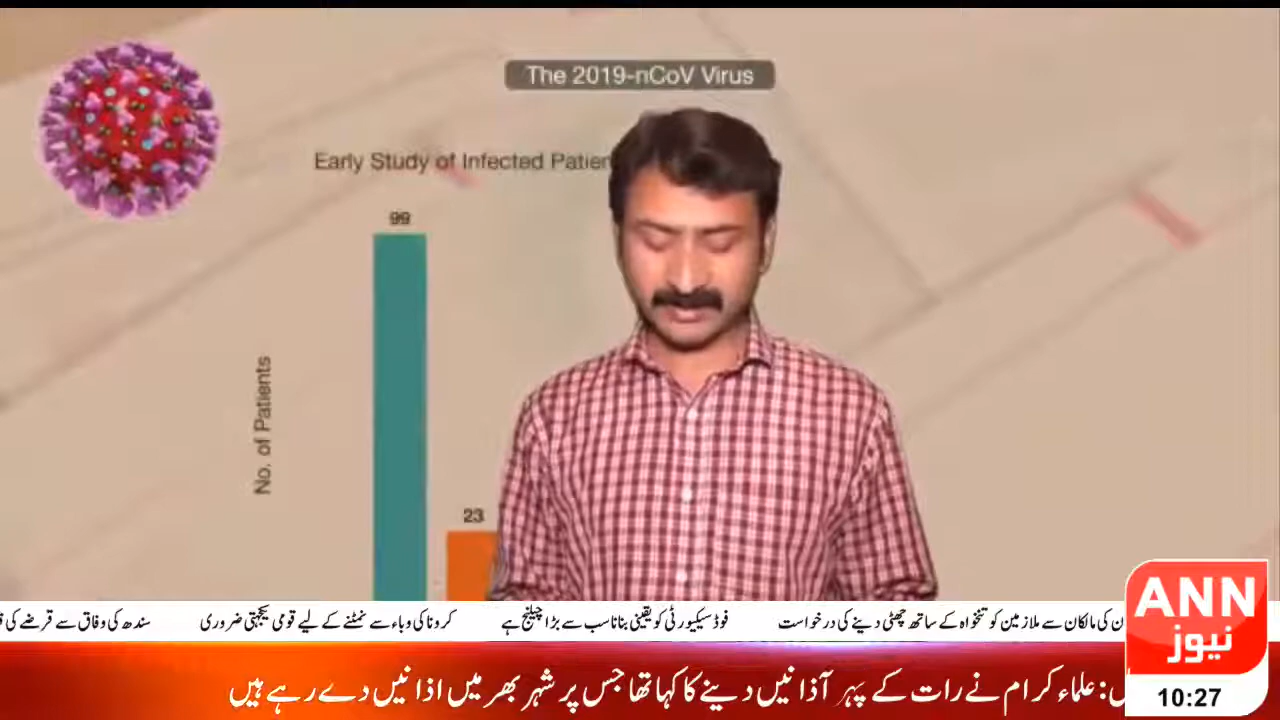 The 2019-nCoV Virus
Early Study of Infected Patien
99
No. of Patients
23
ن کی مالکان سے ملازمین کو تنخواہ کے ساتھ چھٹی دینے کی درخواست فوڈ سیکیورٹی کو یقینی بنانا سب سے بڑا چیلنج ہے کرونا کی وباء سے نمٹنے کے لیے قومی یکجہتی ضروری سندھ کی وفاق سے قرضے کی
ں: علماء کرام نے رات کے پہر آذانیں دینے کا کہا تھا جس پر شہر بھر میں اذانیں دے رہے ہیں
ANN
نیوز
10:27